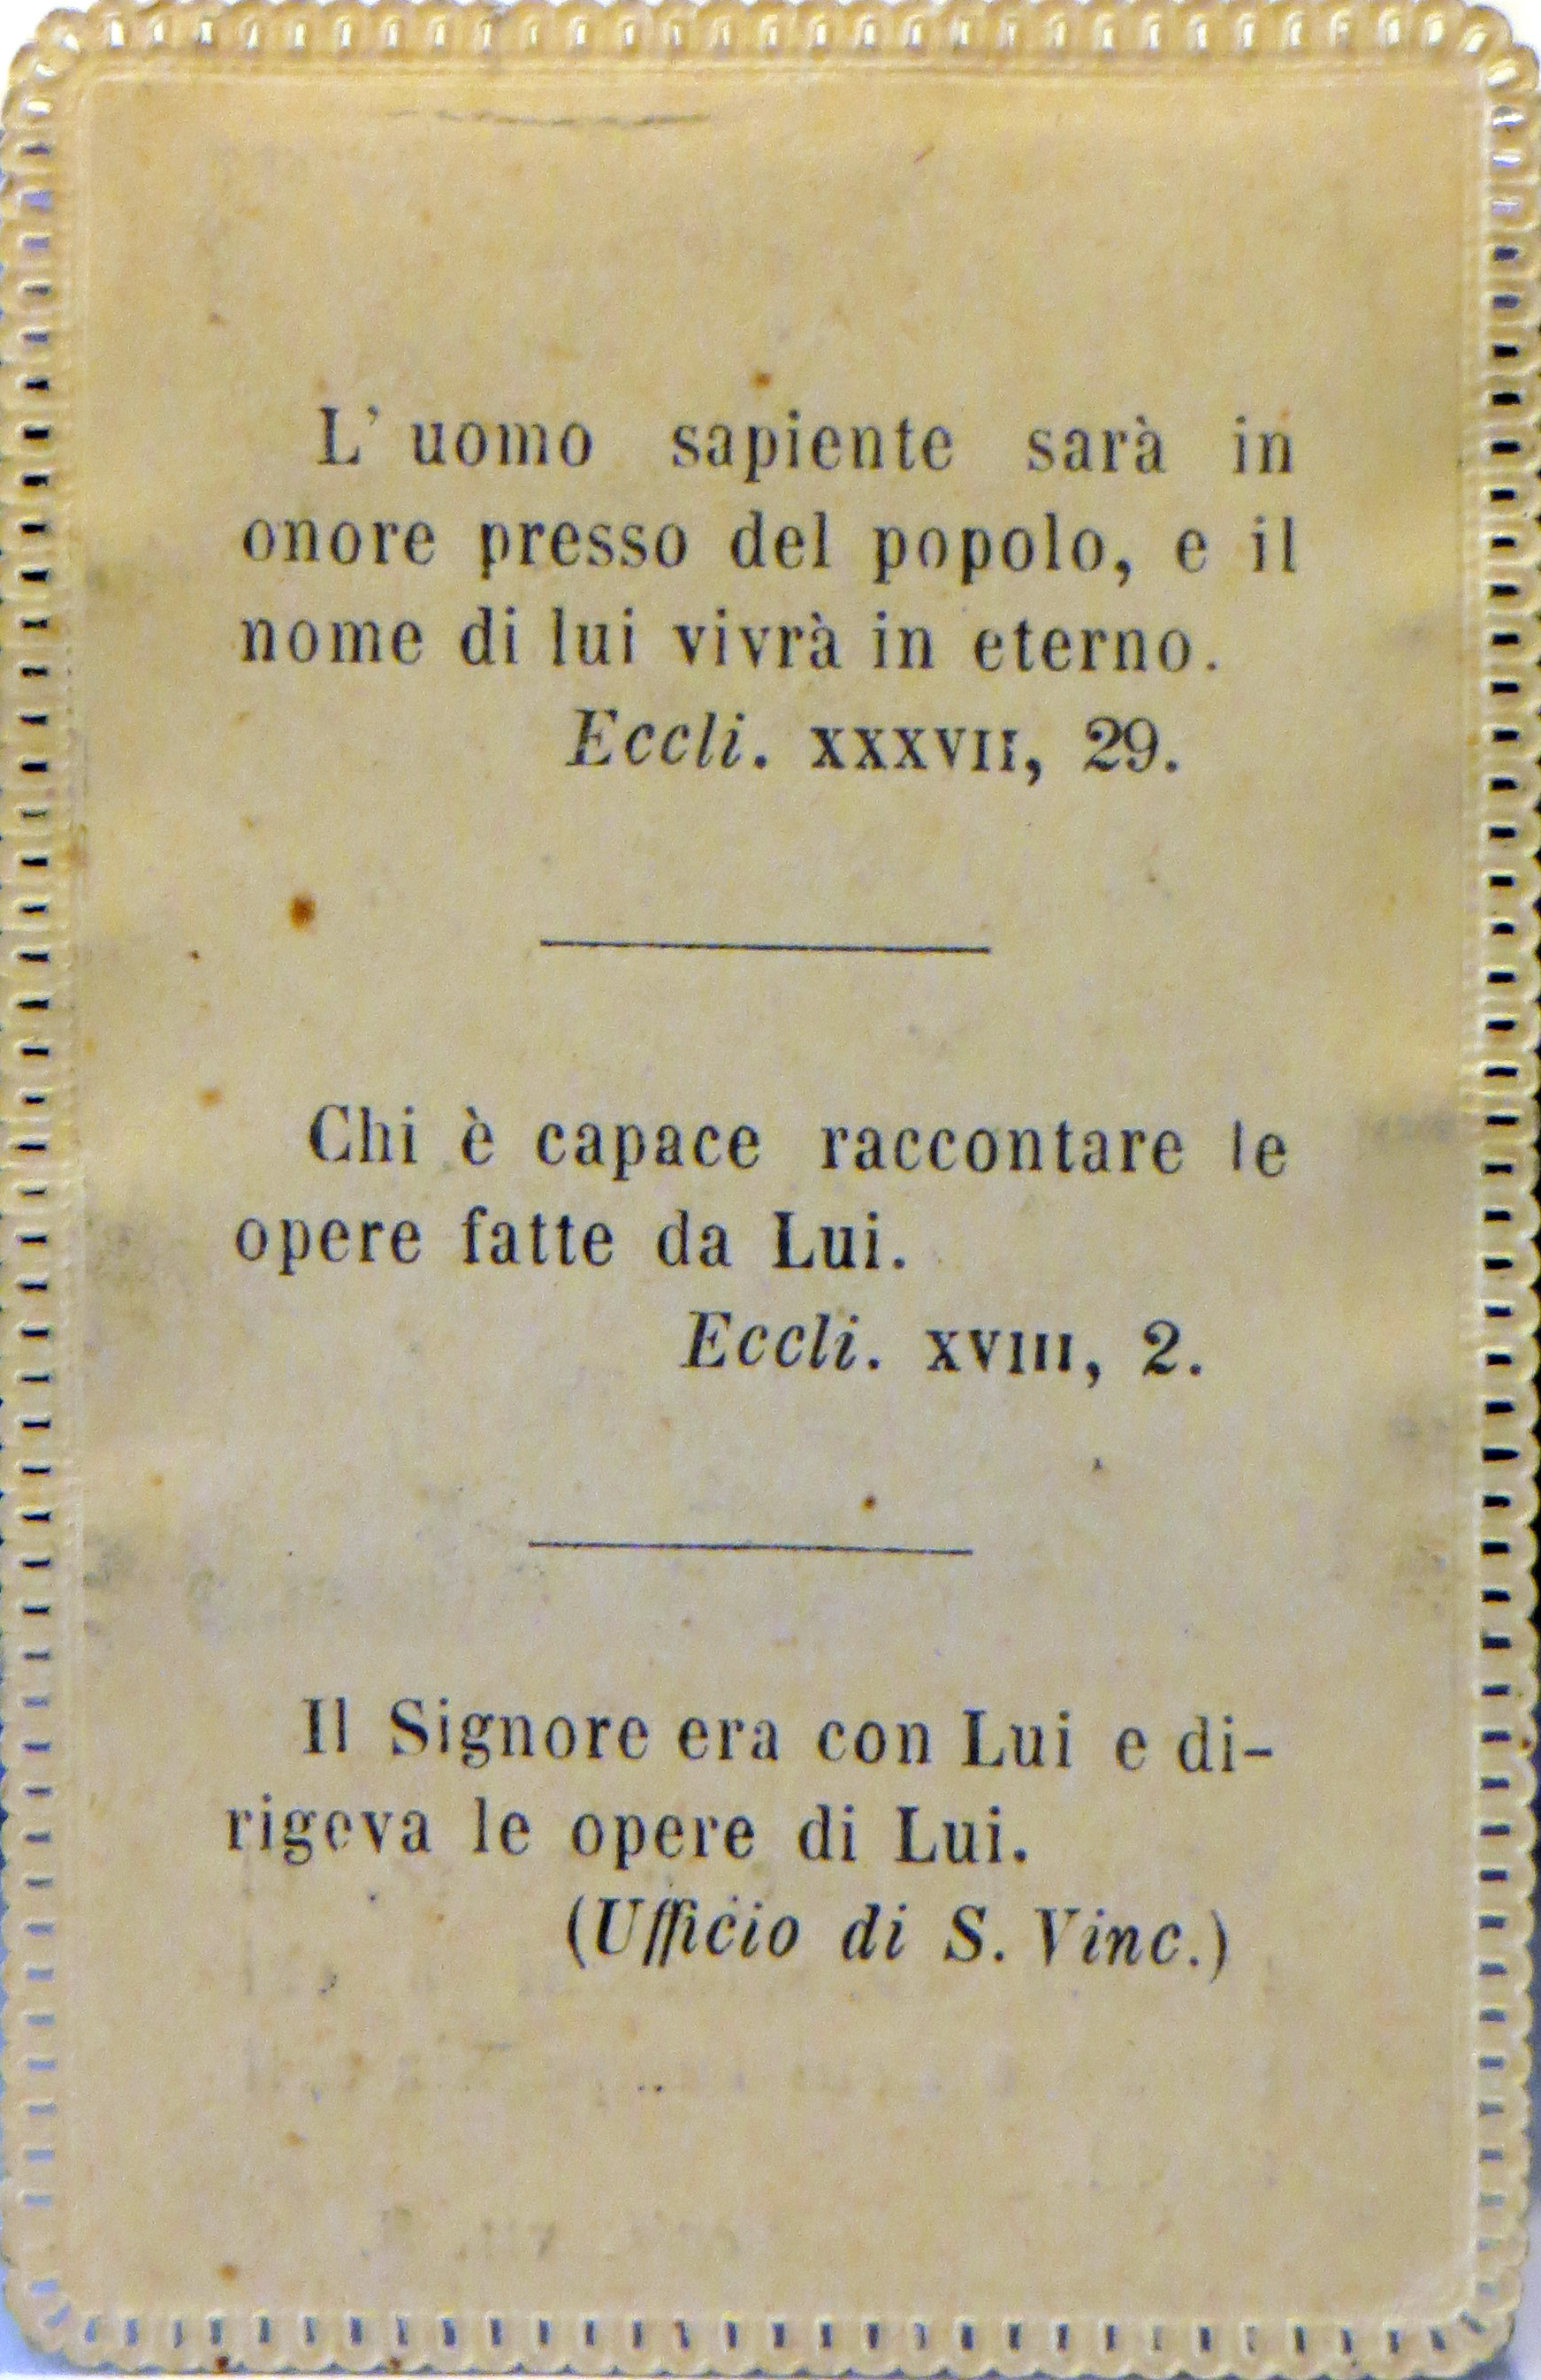 L' uomo sapiente sarà in
onore presso del popolo, e il
nome di lui vivrà in eterno.
Eccli. XXXVII, 29.
Chi è capace raccontare le
opere fatte da Lui.
Eccli. XVIII, 2.
Il Signore era con Lui e di-
rigeva le opere di Lui.
(Ufficio di S. Vinc.)